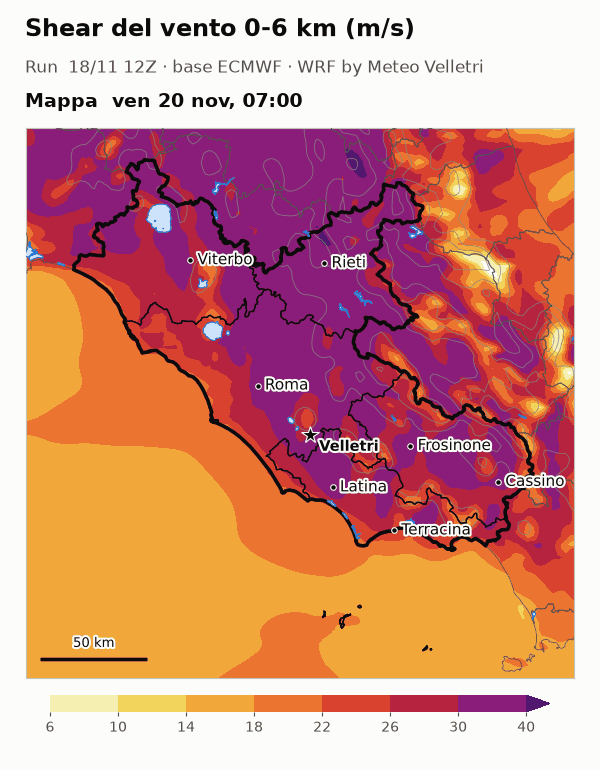 Shear del vento 0-6 km (m/s)
Run  18/11 12Z · base ECMWF · WRF by Meteo Velletri
Mappa  ven 20 nov, 07:00
Viterbo
Rieti
Roma
Velletri
Frosinone
Cassino
Latina
Terracina
50 km
6 10 14 18 22 26 30 40